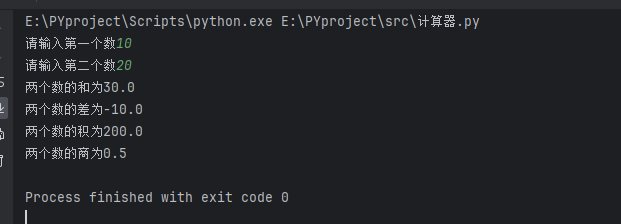 E:\PYproject\Scripts\python.exe E:\PYproject\src\计算器.py
请输入第一个数10
请输入第二个数20
两个数的和为30.0
两个数的差为-10.0
两个数的积为200.0
两个数的商为0.5
Process finished with exit code 0